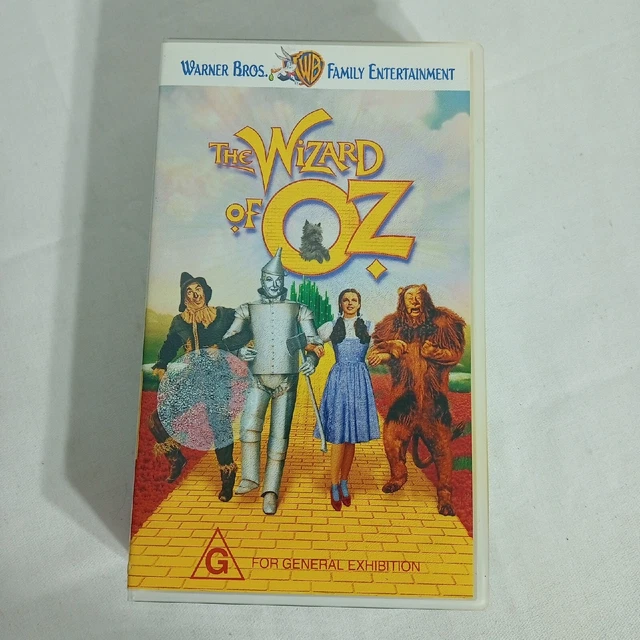 WARNER BROS. WB FAMILY ENTERTAINMENT
THE WIZARD
OF OZ
G FOR GENERAL EXHIBITION